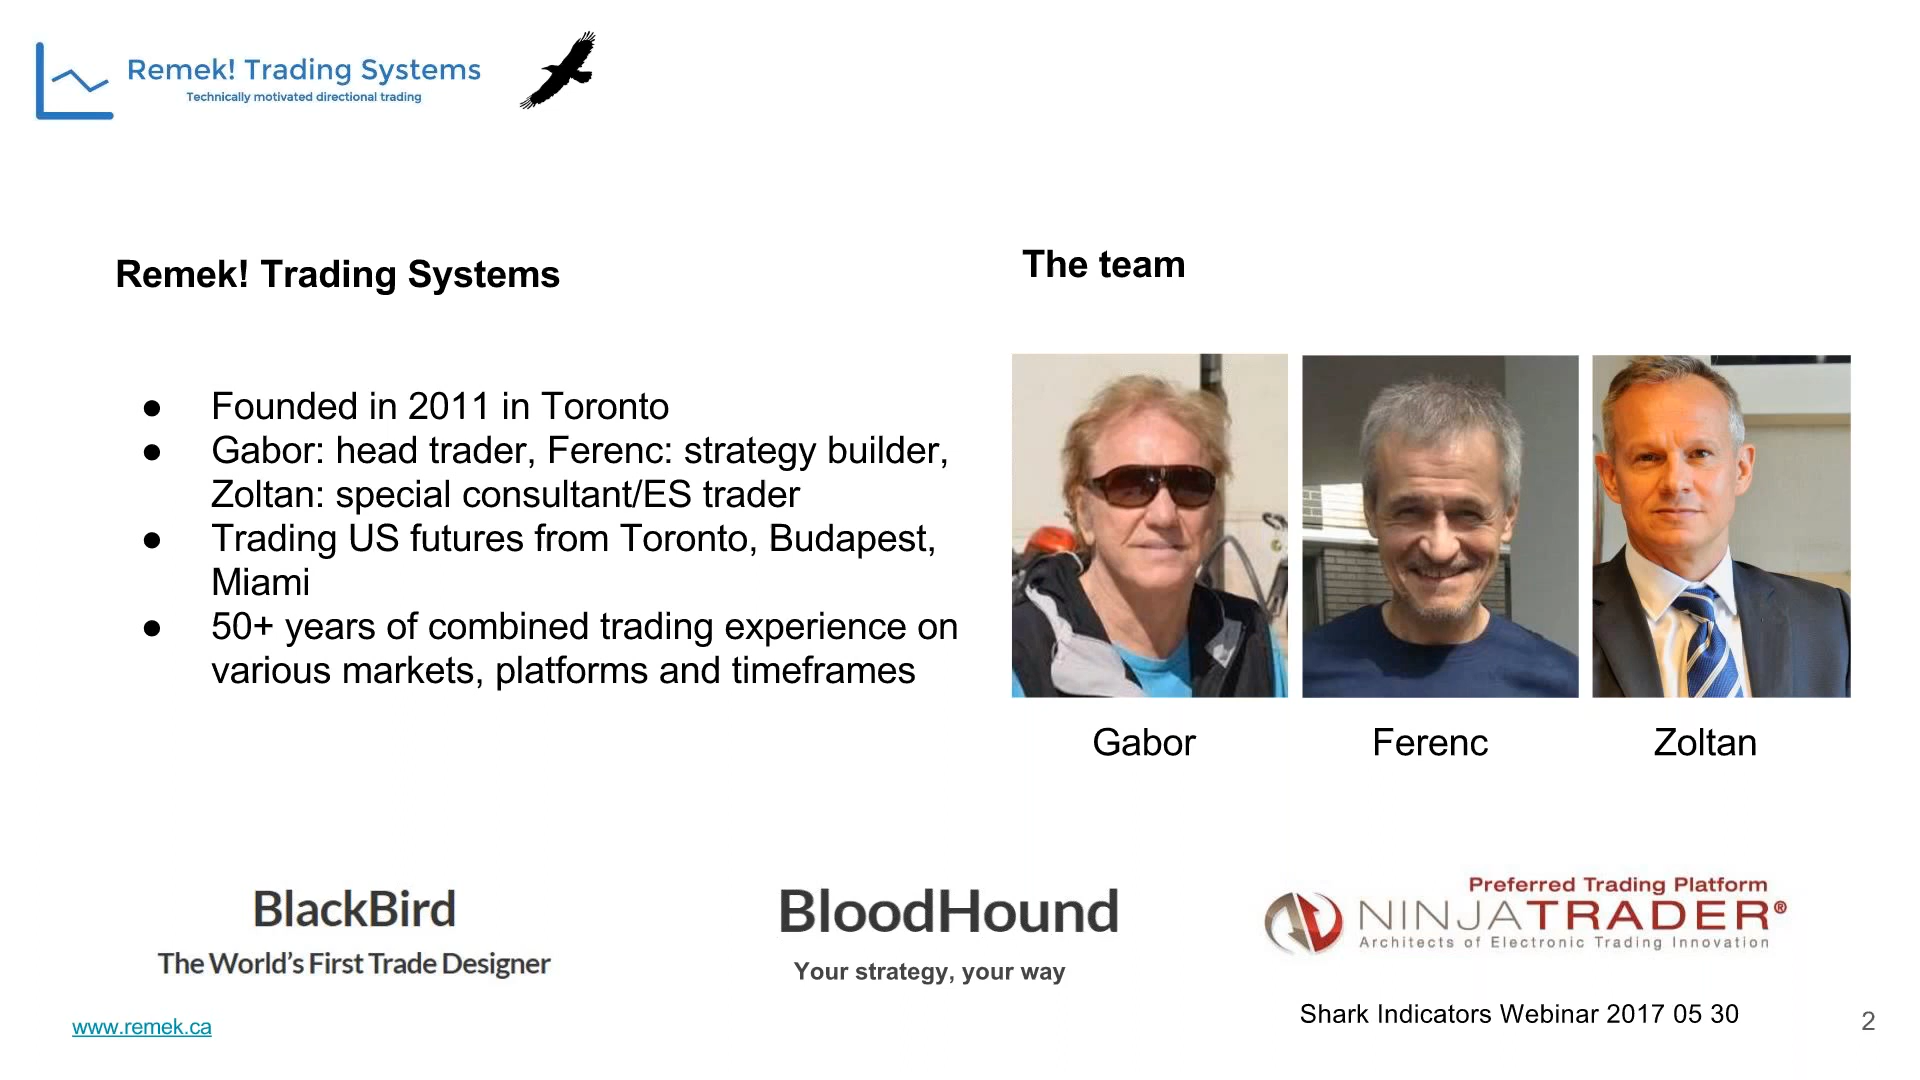 Remek! Trading Systems
Technically motivated directional trading
Remek! Trading Systems
● Founded in 2011 in Toronto
● Gabor: head trader, Ferenc: strategy builder,
Zoltan: special consultant/ES trader
● Trading US futures from Toronto, Budapest,
Miami
● 50+ years of combined trading experience on
various markets, platforms and timeframes
The team
Gabor
Ferenc
Zoltan
BlackBird
The World's First Trade Designer
BloodHound
Your strategy, your way
Preferred Trading Platform
NINJATRADER®
Architects of Electronic Trading Innovation
www.remek.ca
Shark Indicators Webinar 2017 05 30
2